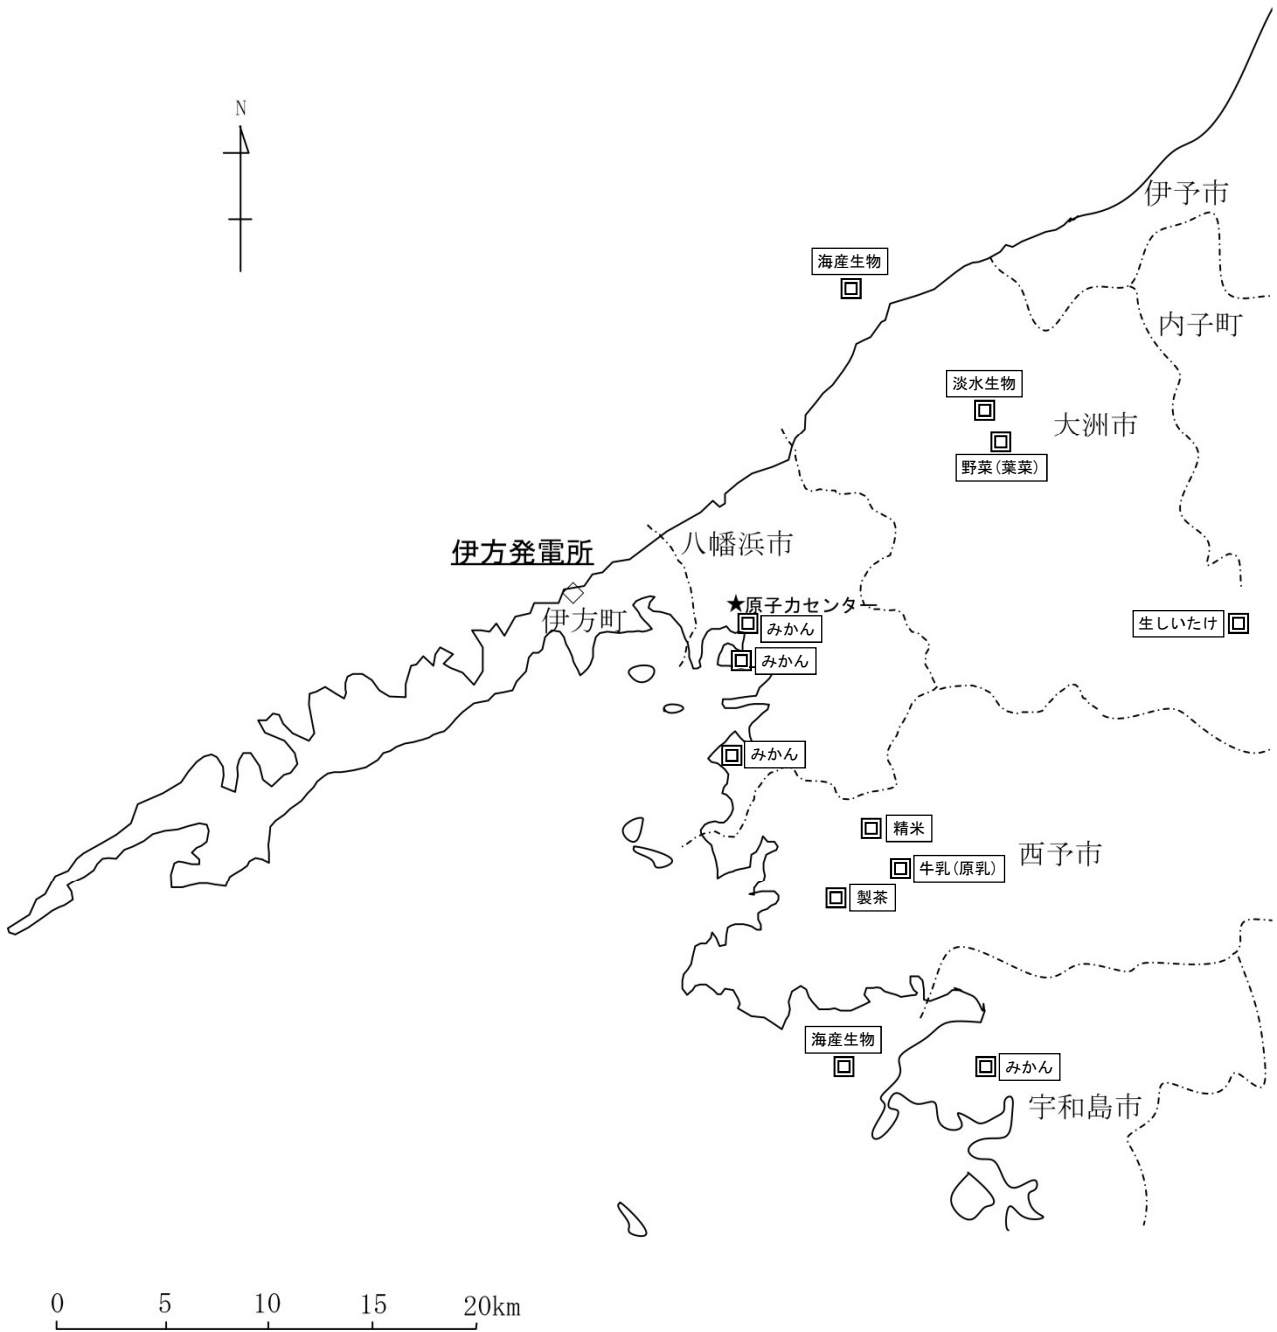 N
伊予市
海産生物
内子町
淡水生物
大洲市
野菜(葉菜)
八幡浜市
伊方発電所
★原子力センター
伊方町
みかん
生しいたけ
みかん
みかん
精米
西予市
牛乳(原乳)
製茶
海産生物
みかん
宇和島市
0 5 10 15 20km